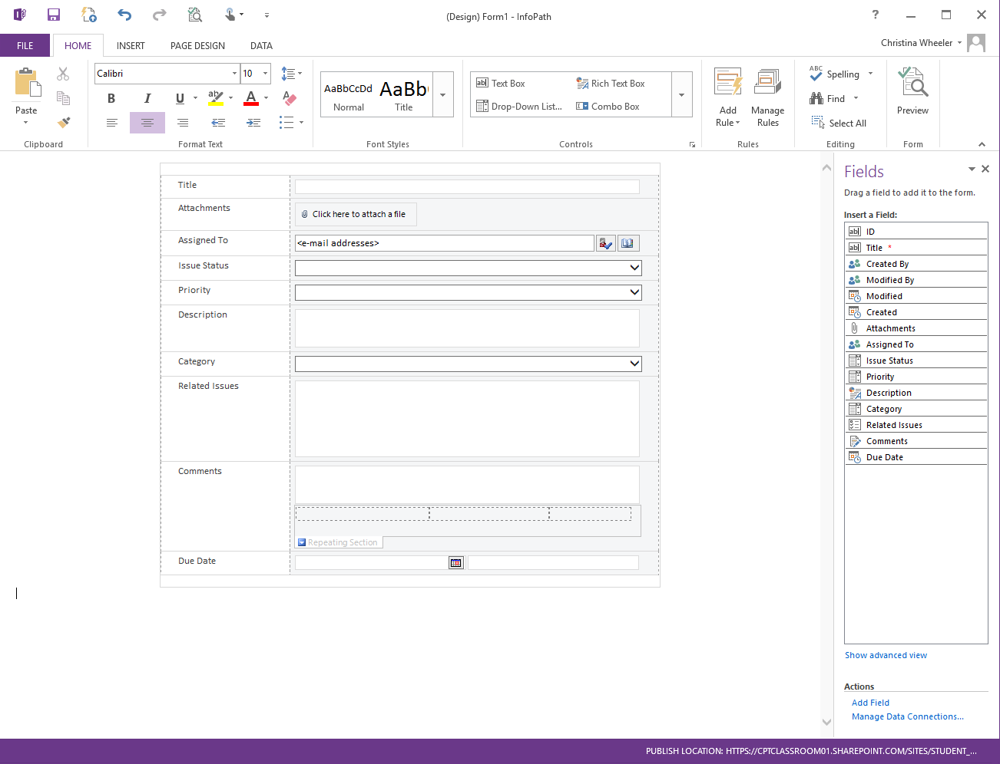 (Design) Form1 - InfoPath
?
FILE HOME INSERT PAGE DESIGN DATA
Christina Wheeler
Paste
Clipboard
Calibri 10
B I U ab A
Format Text
AaBbCcDd AaBb
Normal Title
Font Styles
Text Box Rich Text Box
Drop-Down List... Combo Box
Controls
Add Rule
Manage Rules
Rules
ABC Spelling
Find
Select All
Editing
Preview
Form
Title
Attachments Click here to attach a file
Assigned To <e-mail addresses>
Issue Status
Priority
Description
Category
Related Issues
Comments
Repeating Section
Due Date
Fields
Drag a field to add it to the form.
Insert a Field:
ID
Title *
Created By
Modified By
Modified
Created
Attachments
Assigned To
Issue Status
Priority
Description
Category
Related Issues
Comments
Due Date
Show advanced view
Actions
Add Field
Manage Data Connections...
PUBLISH LOCATION: HTTPS://CPTCLASSROOM01.SHAREPOINT.COM/SITES/STUDENT_...